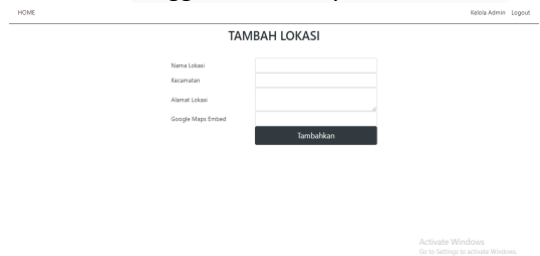 HOME
Kelola Admin Logout
TAMBAH LOKASI
Nama Lokasi
Kecamatan
Alamat Lokasi
Google Maps Embed
Tambahkan
Activate Windows
Go to Settings to activate Windows.